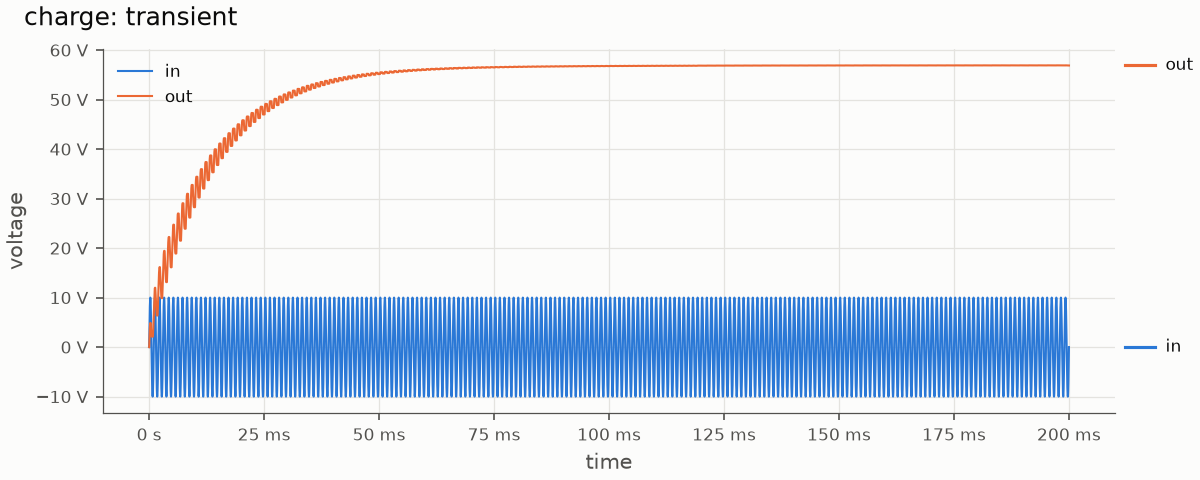 charge: transient
60 V
50 V
40 V
30 V
20 V
10 V
0 V
−10 V
voltage
in
out
out
in
0 s
25 ms
50 ms
75 ms
100 ms
125 ms
150 ms
175 ms
200 ms
time